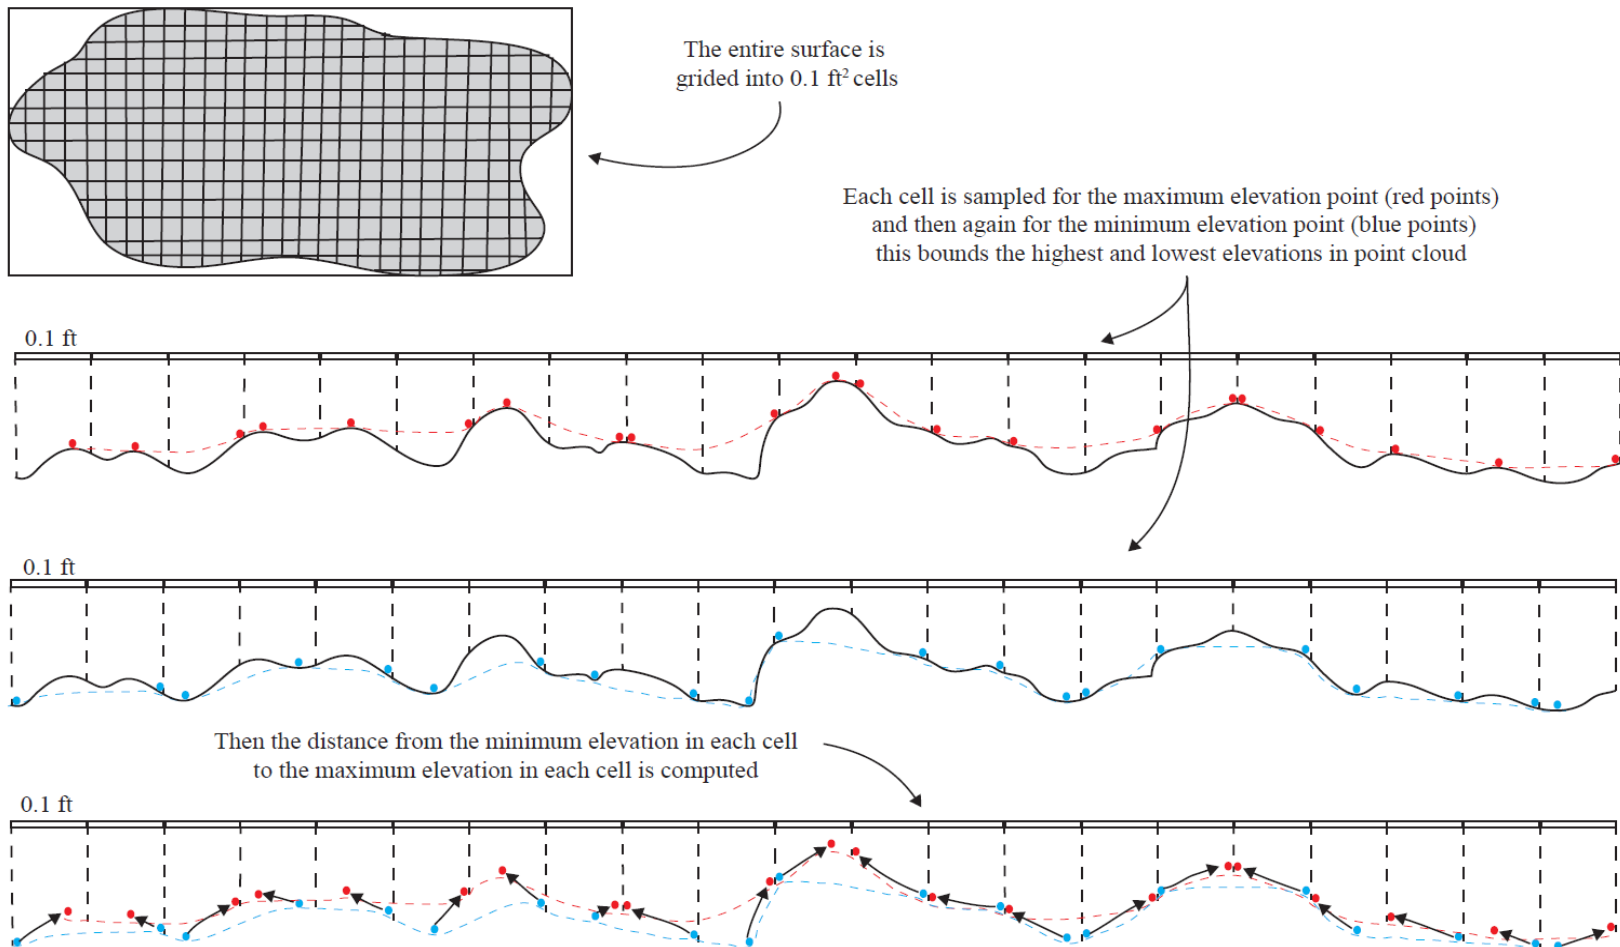 The entire surface is
grided into 0.1 ft² cells
Each cell is sampled for the maximum elevation point (red points)
and then again for the minimum elevation point (blue points)
this bounds the highest and lowest elevations in point cloud
0.1 ft
0.1 ft
Then the distance from the minimum elevation in each cell
to the maximum elevation in each cell is computed
0.1 ft